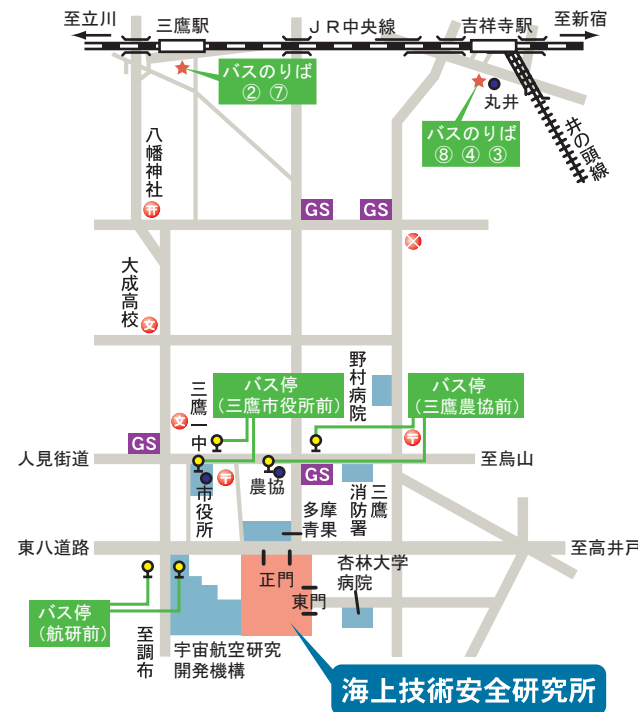 至立川
三鷹駅
JR中央線
吉祥寺駅
至新宿
バスのりば
② ⑦
丸井
バスのりば
⑧ ④ ③
井の頭線
八幡神社
GS
GS
大成高校
文
野村病院
バス停
(三鷹市役所前)
バス停
(三鷹農協前)
三鷹一中
文
GS
人見街道
至烏山
市役所
農協
GS
三鷹
消防署
多摩
青果
東八道路
至高井戸
正門
東門
杏林大学
病院
バス停
(航研前)
至調布
宇宙航空研究
開発機構
海上技術安全研究所